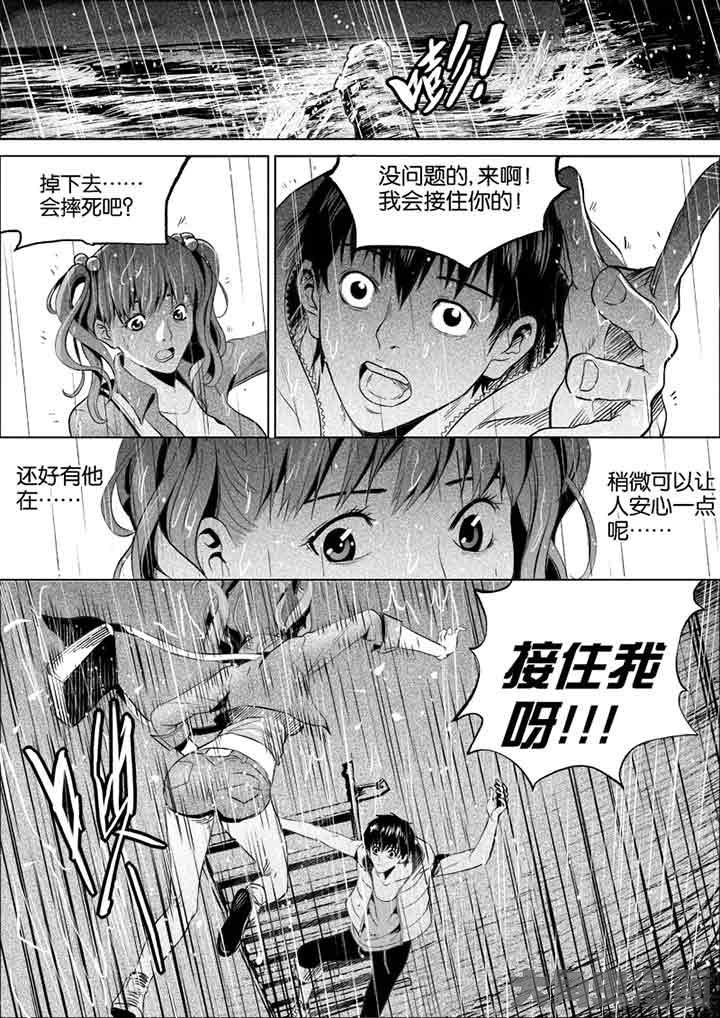 嘭!!
掉下去……
会摔死吧?
没问题的,来啊!
我会接住你的!
还好有他
在……
稍微可以让
人安心一点
呢……
接住我
呀!!!